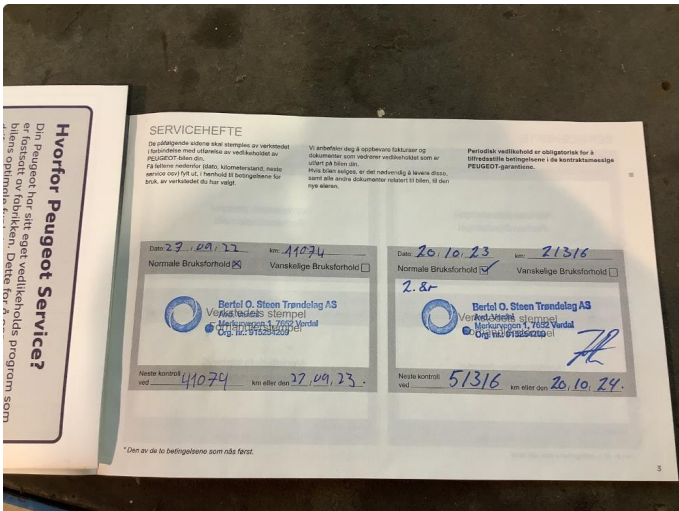 Hvorfor Peugeot Service?
Din Peugeot har sitt eget vedlikeholds program som
er fastsatt av fabrikken. Dette for å
bilens optimale
SERVICEHEFTE
De påfølgende sidene skal stemples av verkstedet
i forbindelse med utførelse av vedlikeholdet av
PEUGEOT-bilen din.
Få feltene nedenfor (dato, kilometerstand, neste
service osv) fylt ut, i henhold til betingelsene for
bruk, av verkstedet du har valgt.
Vi anbefaler deg å oppbevare fakturaer og
dokumenter som vedrører vedlikeholdet som er
utført på bilen din.
Hvis bilen selges, er det nødvendig å levere disse,
samt alle andre dokumenter relatert til bilen, til den
nye eieren.
Periodisk vedlikehold er obligatorisk for å
tilfredsstille betingelsene i de kontraktsmessige
PEUGEOT-garantiene.
Dato: 27.09.22 km: 11074
Normale Bruksforhold Vanskelige Bruksforhold
Bertel O. Steen Trøndelag AS
Avd. Verdal
Verkstedets stempel
Merkurvegen 1, 7652 Verdal
Org. nr.: 915254209
Neste kontroll
ved 41074 km eller den 27.09.23.
Dato: 20.10.23 km: 21316
Normale Bruksforhold Vanskelige Bruksforhold
2. år
Bertel O. Steen Trøndelag AS
Avd. Verdal
Verkstedets stempel
Merkurvegen 1, 7652 Verdal
Org. nr.: 915254209
Neste kontroll
ved 51316 km eller den 20.10.24.
* Den av de to betingelsene som nås først.